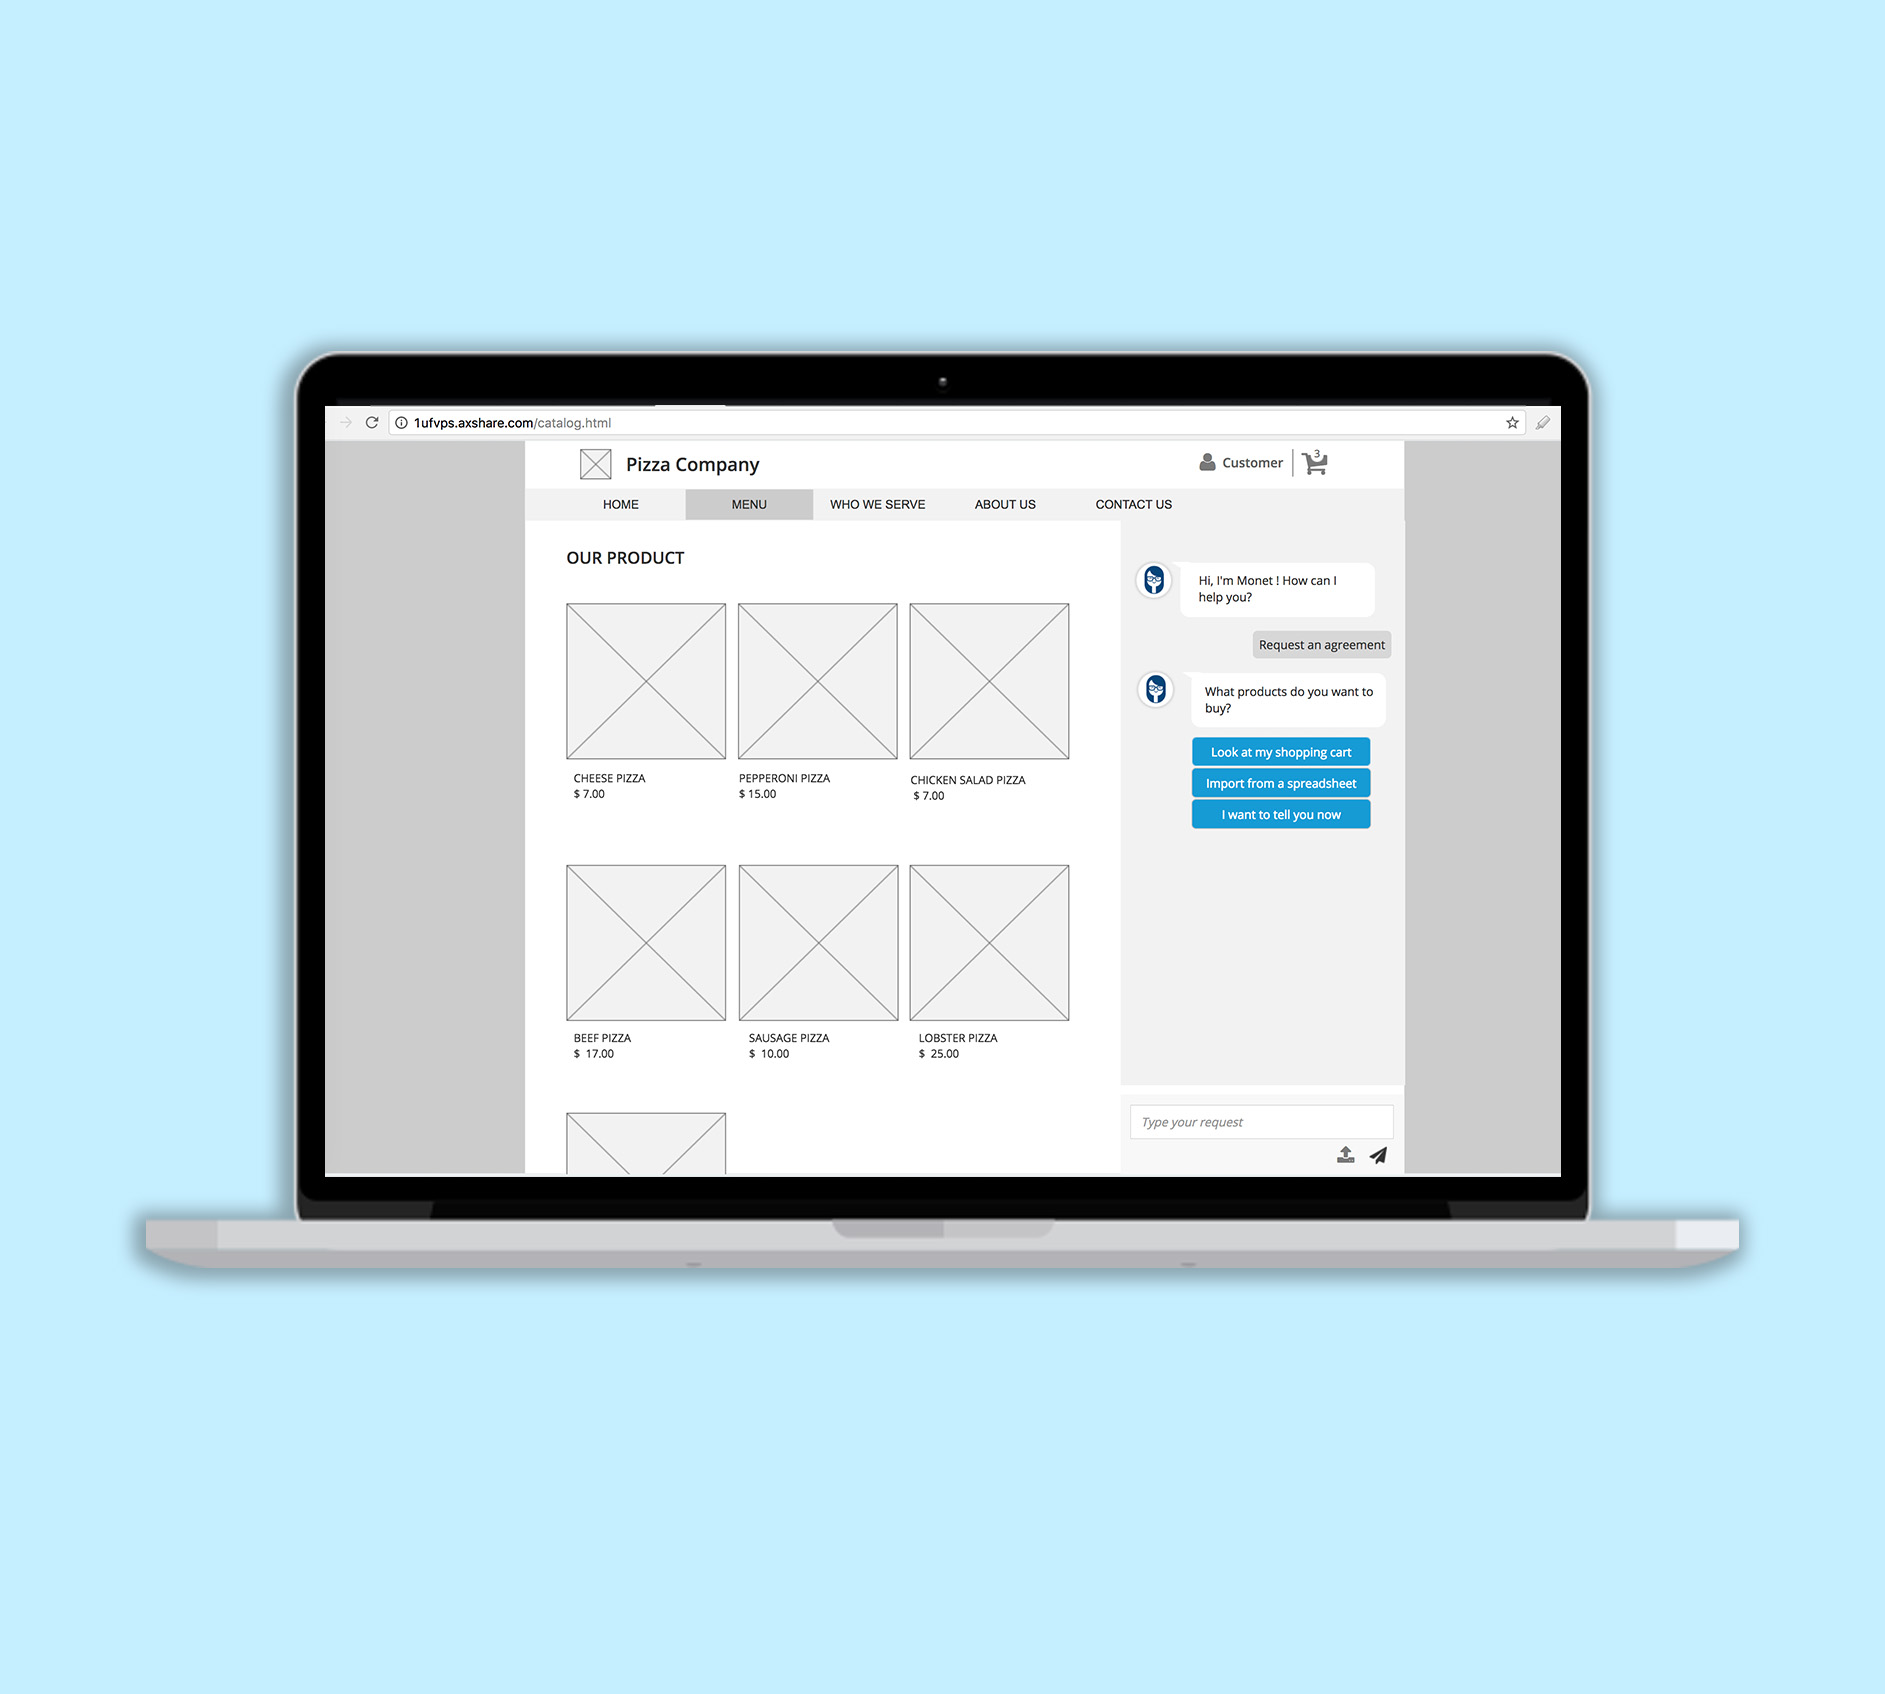 1ufvps.axshare.com/catalog.html
Pizza Company
Customer
3
HOME MENU WHO WE SERVE ABOUT US CONTACT US
OUR PRODUCT
CHEESE PIZZA
$ 7.00
PEPPERONI PIZZA
$ 15.00
CHICKEN SALAD PIZZA
$ 7.00
BEEF PIZZA
$ 17.00
SAUSAGE PIZZA
$ 10.00
LOBSTER PIZZA
$ 25.00
Hi, I'm Monet ! How can I
help you?
Request an agreement
What products do you want to
buy?
Look at my shopping cart
Import from a spreadsheet
I want to tell you now
Type your request